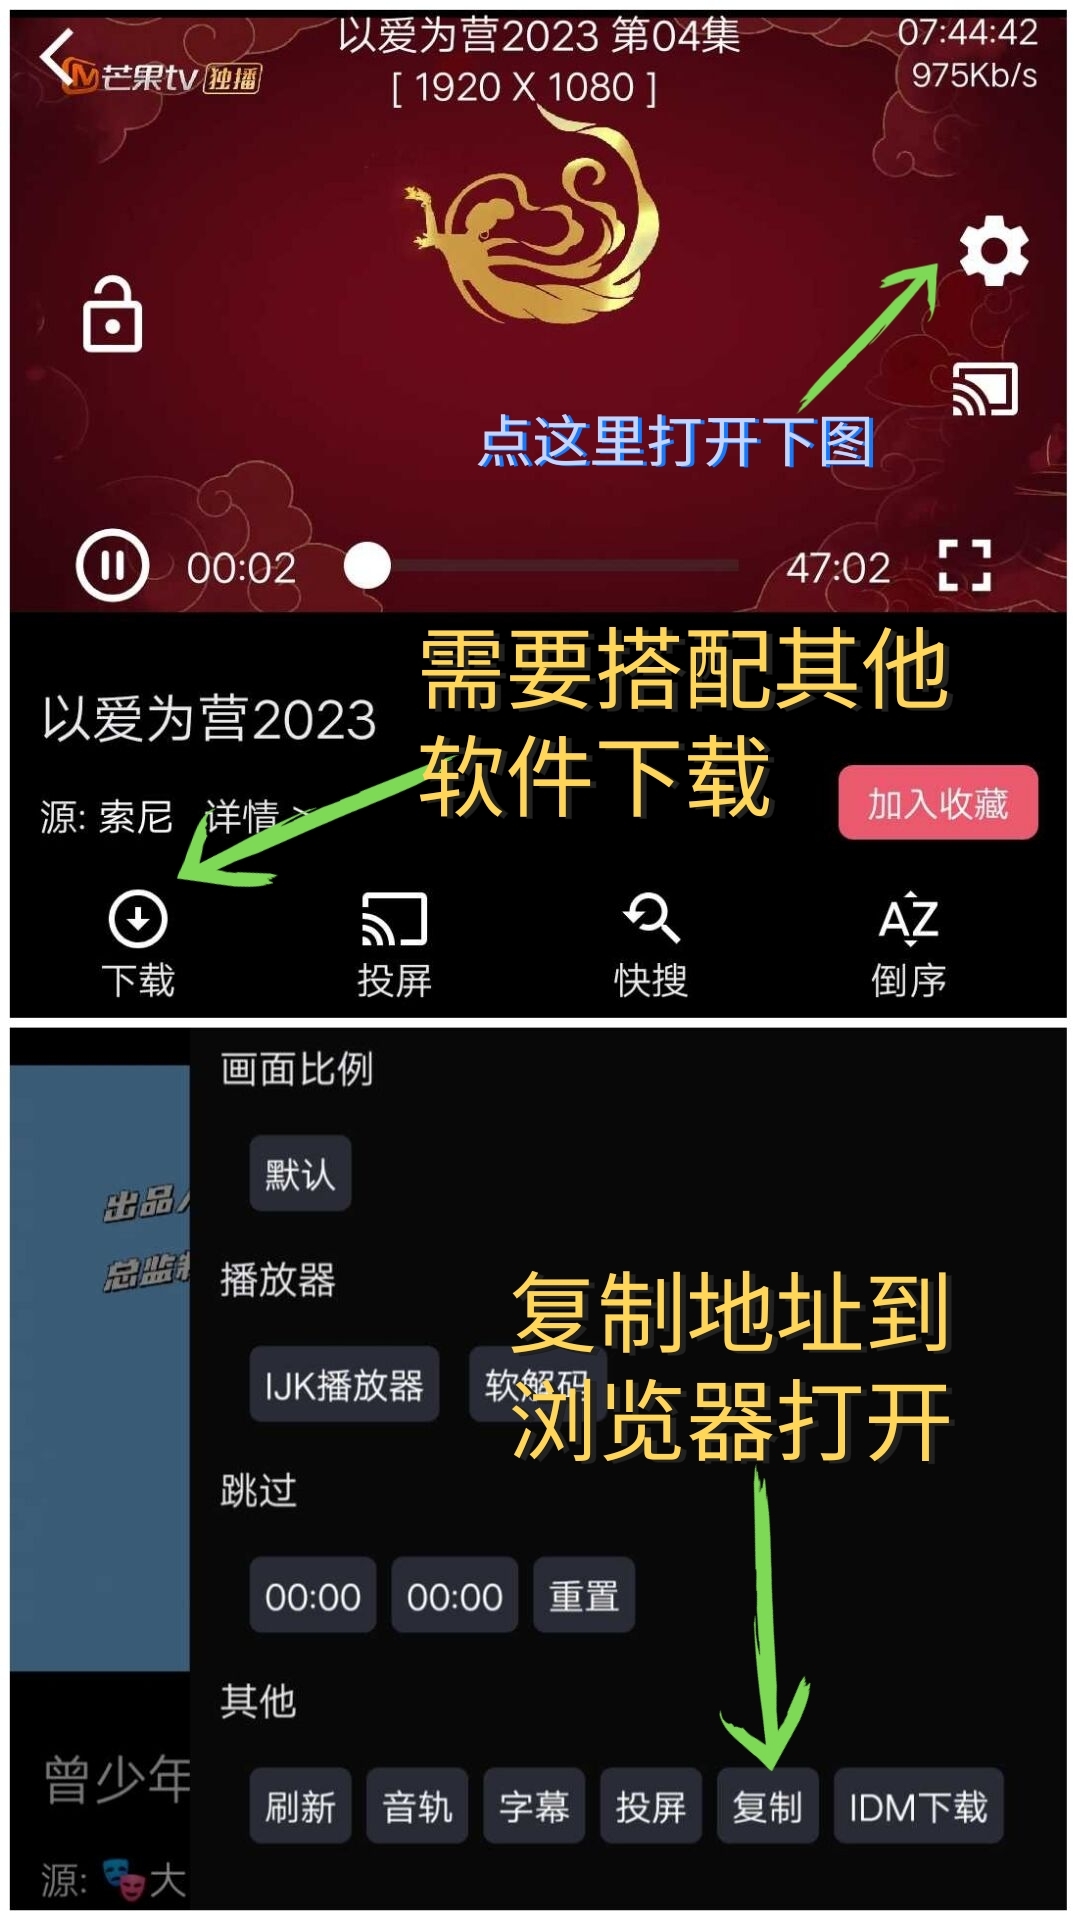 以爱为营2023 第04集
07:44:42
芒果tv 独播
[ 1920 X 1080 ]
975Kb/s
点这里打开下图
00:02
47:02
需要搭配其他
软件下载
以爱为营2023
源: 索尼 详情 >
加入收藏
下载
投屏
快搜
AZ
倒序
画面比例
默认
出品人
总监制
播放器
复制地址到
浏览器打开
IJK播放器
软解码
跳过
00:00
00:00
重置
其他
曾少年
刷新
音轨
字幕
投屏
复制
IDM下载
源: 🎭大